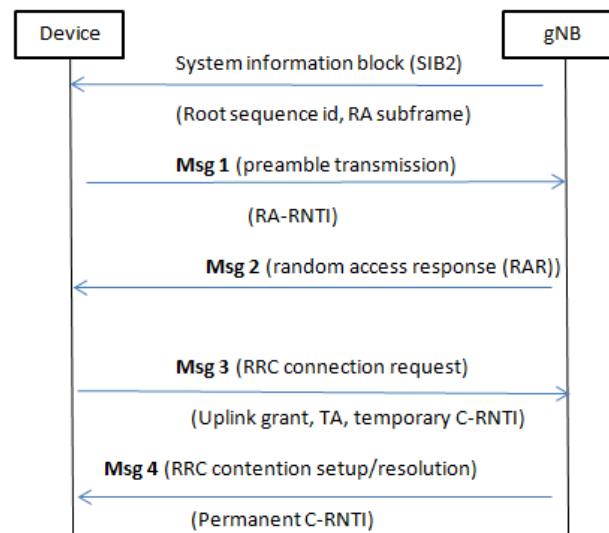 Device
gNB
System information block (SIB2)
(Root sequence id, RA subframe)
Msg 1 (preamble transmission)
(RA-RNTI)
Msg 2 (random access response (RAR))
Msg 3 (RRC connection request)
(Uplink grant, TA, temporary C-RNTI)
Msg 4 (RRC contention setup/resolution)
(Permanent C-RNTI)